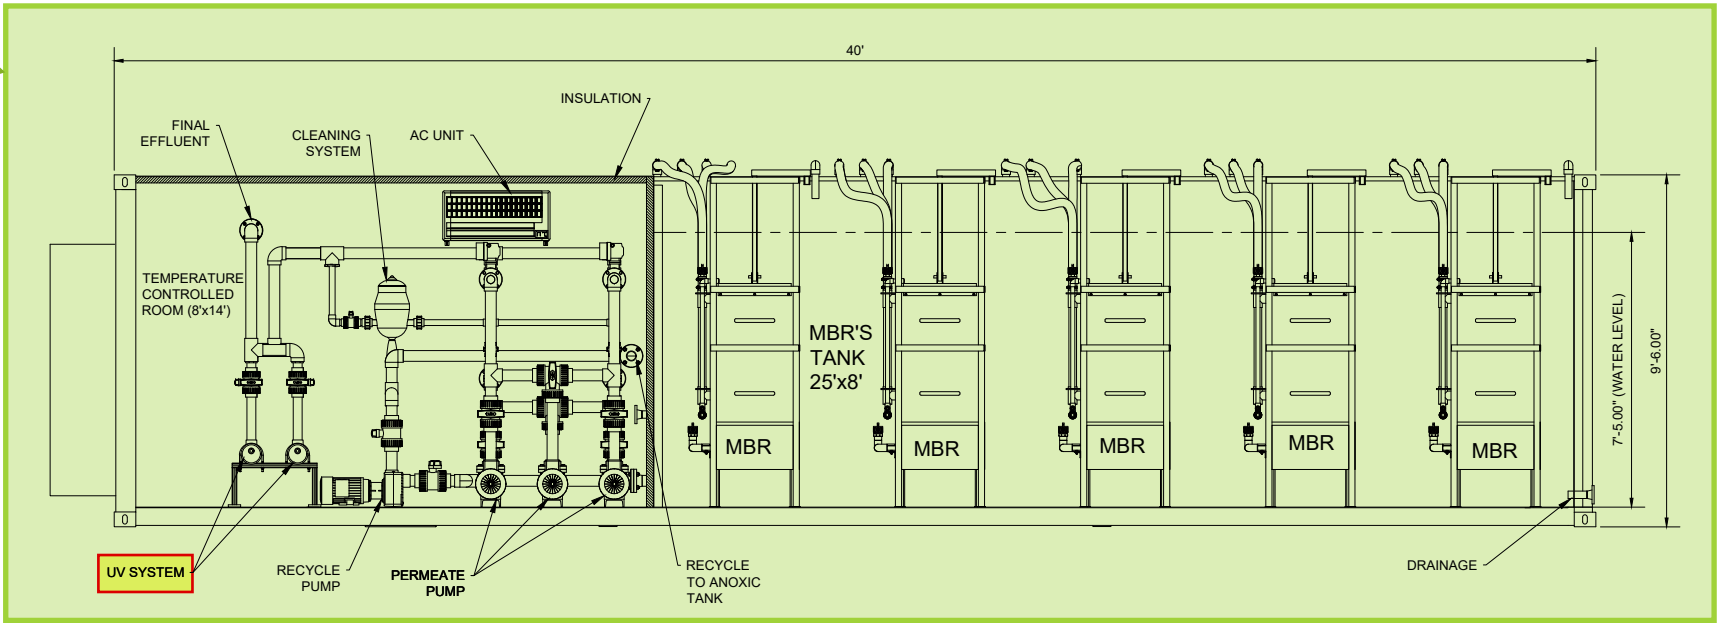 40'
INSULATION
FINAL
EFFLUENT
CLEANING
SYSTEM
AC UNIT
TEMPERATURE
CONTROLLED
ROOM (8'x14')
MBR'S
TANK
25'x8'
MBR
MBR
MBR
MBR
MBR
7'-5.00" (WATER LEVEL)
9'-6.00"
UV SYSTEM
RECYCLE
PUMP
PERMEATE
PUMP
RECYCLE
TO ANOXIC
TANK
DRAINAGE